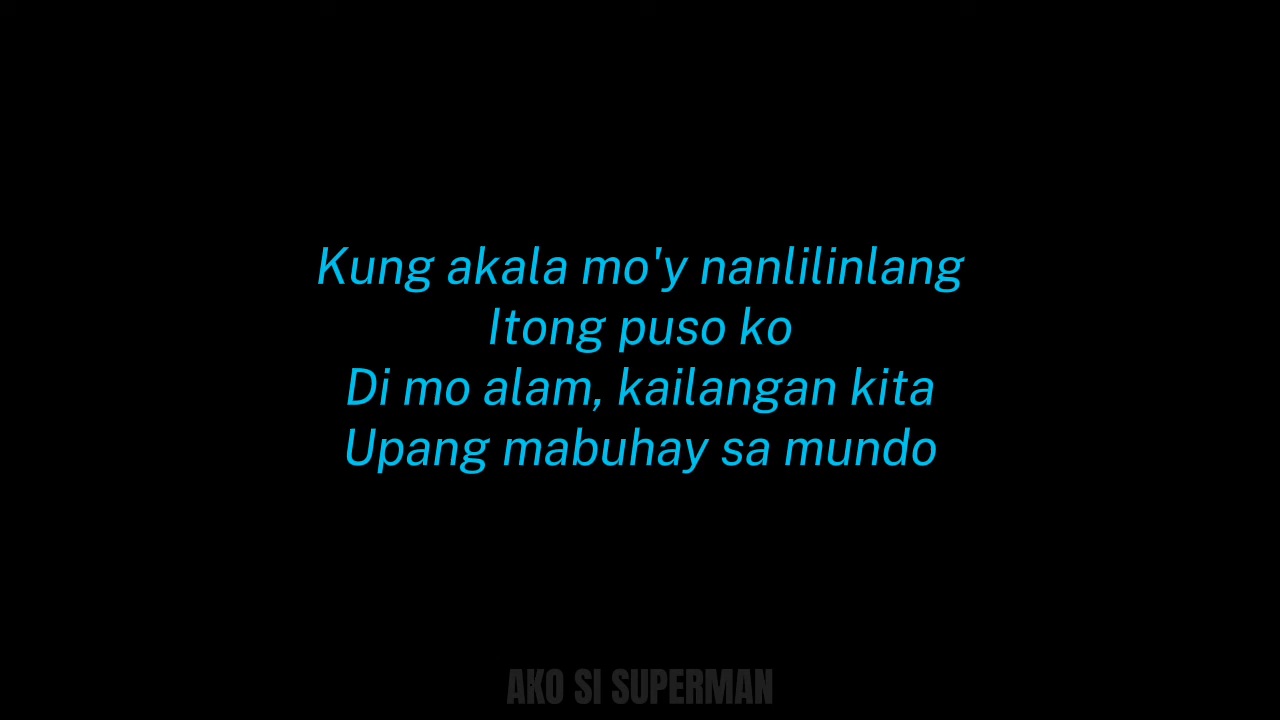 Kung akala mo'y nanlilinlang
Itong puso ko
Di mo alam, kailangan kita
Upang mabuhay sa mundo
AKO SI SUPERMAN